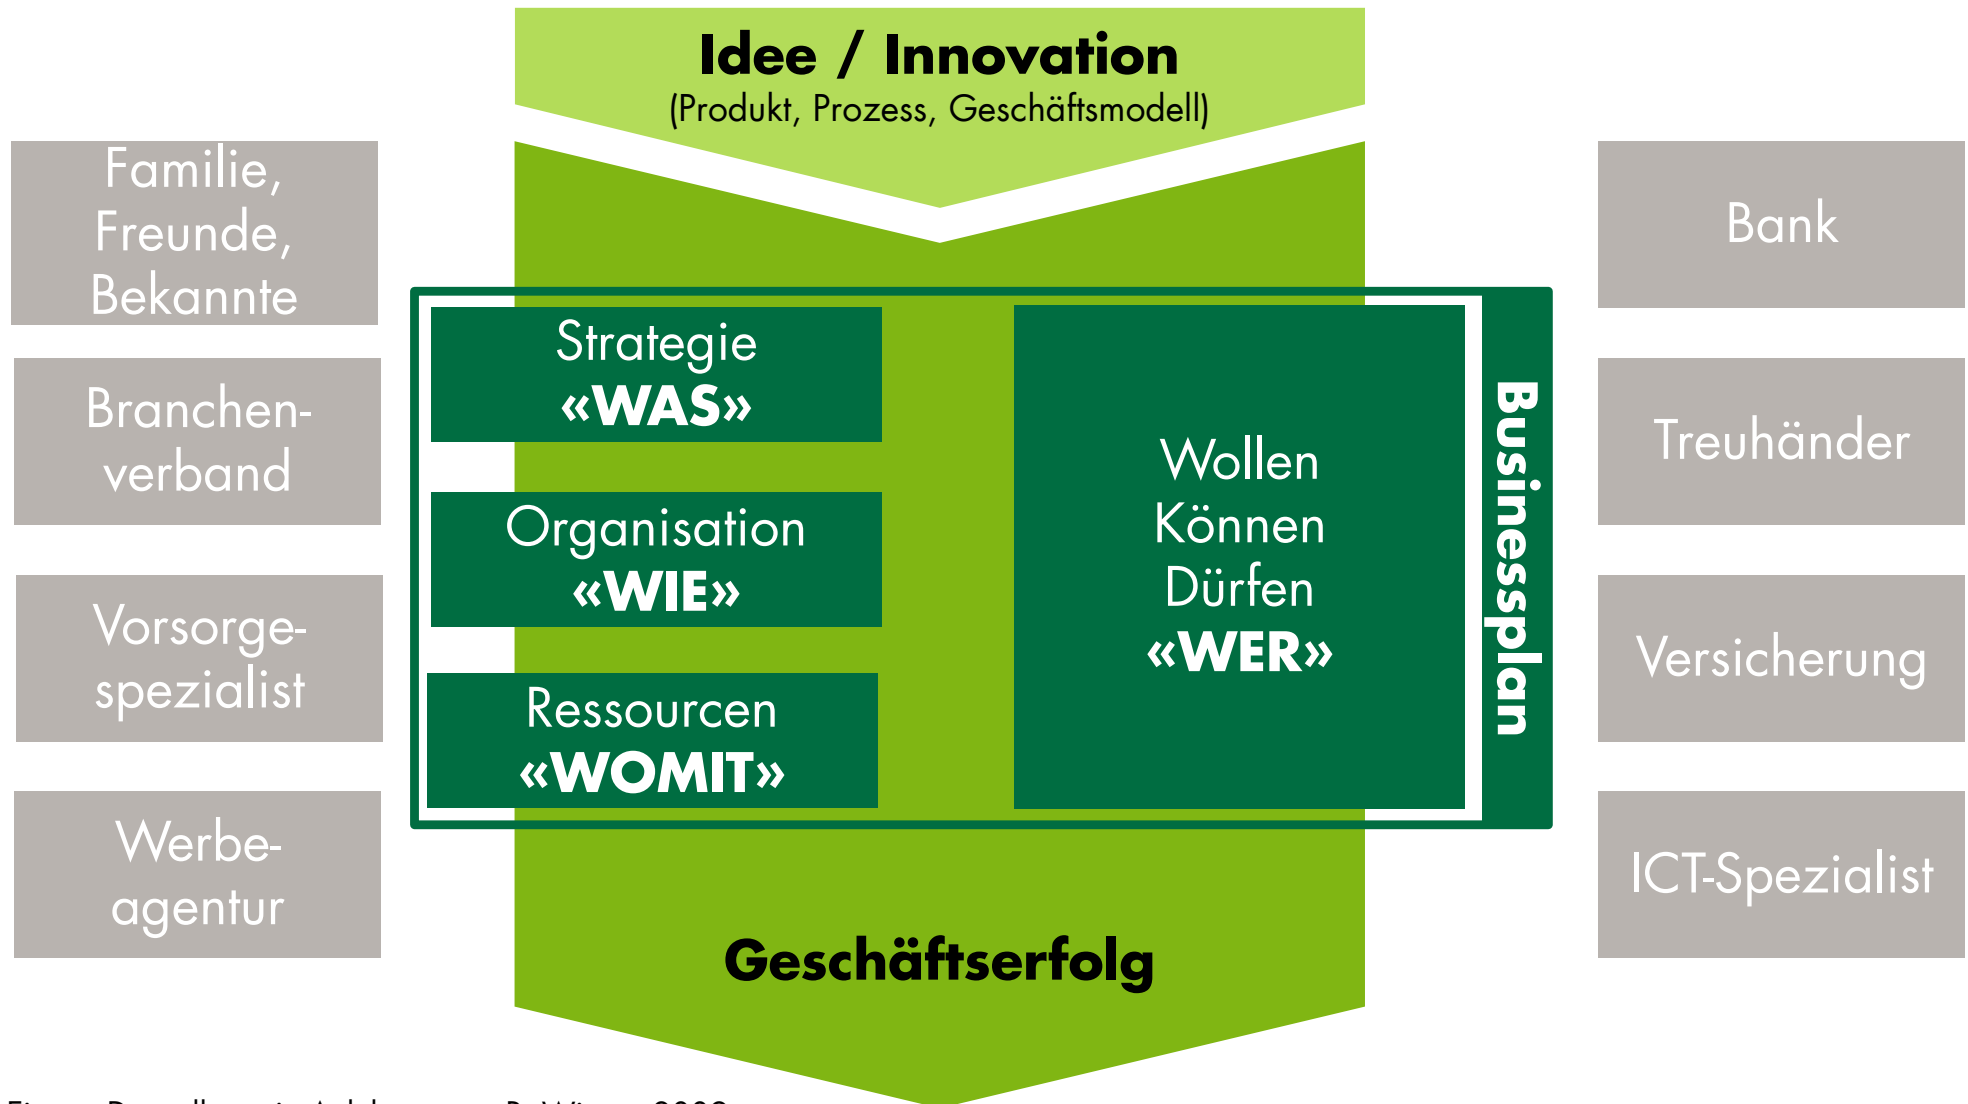 Idee / Innovation
(Produkt, Prozess, Geschäftsmodell)
Familie,
Freunde,
Bekannte
Branchen-
verband
Vorsorge-
spezialist
Werbe-
agentur
Strategie
«WAS»
Organisation
«WIE»
Ressourcen
«WOMIT»
Wollen
Können
Dürfen
«WER»
Businessplan
Bank
Treuhänder
Versicherung
ICT-Spezialist
Geschäftserfolg